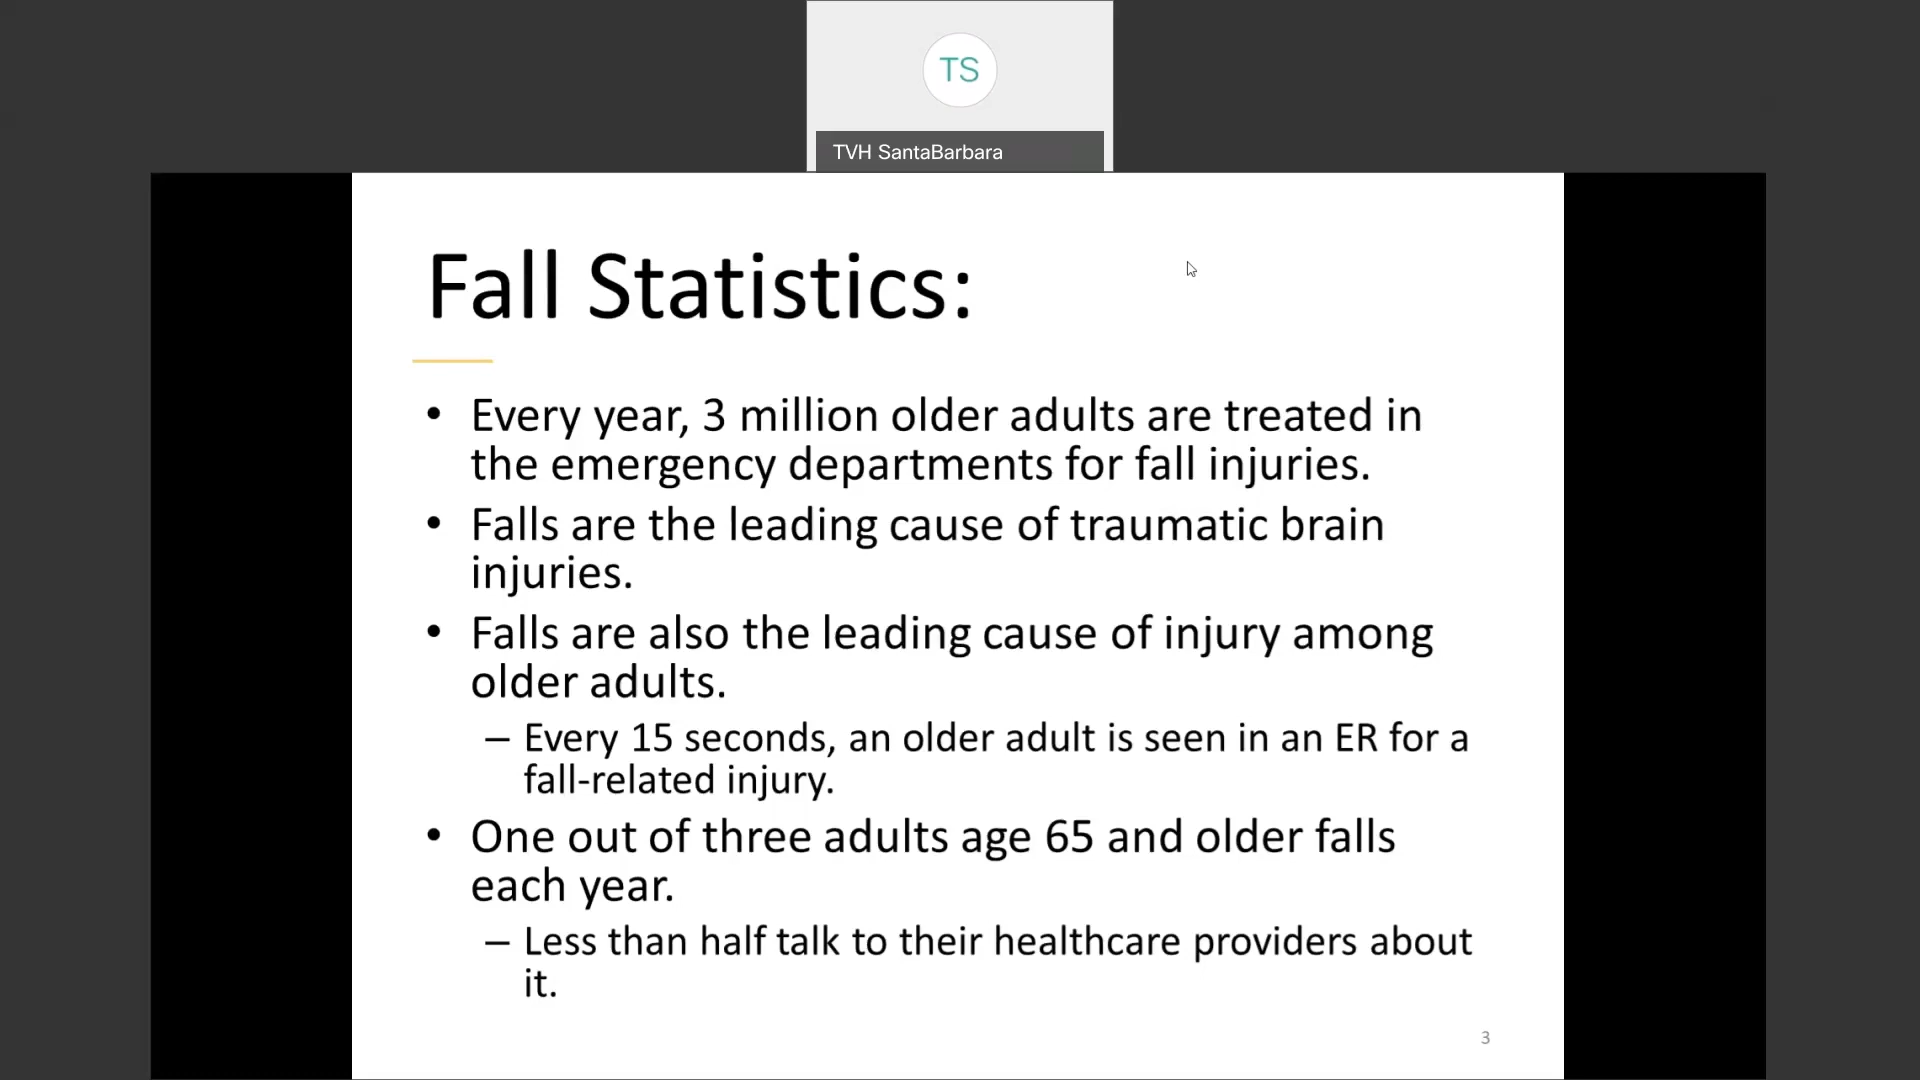 TS
TVH SantaBarbara
Fall Statistics:
• Every year, 3 million older adults are treated in
the emergency departments for fall injuries.
• Falls are the leading cause of traumatic brain
injuries.
• Falls are also the leading cause of injury among
older adults.
– Every 15 seconds, an older adult is seen in an ER for a
fall-related injury.
• One out of three adults age 65 and older falls
each year.
– Less than half talk to their healthcare providers about
it.
3